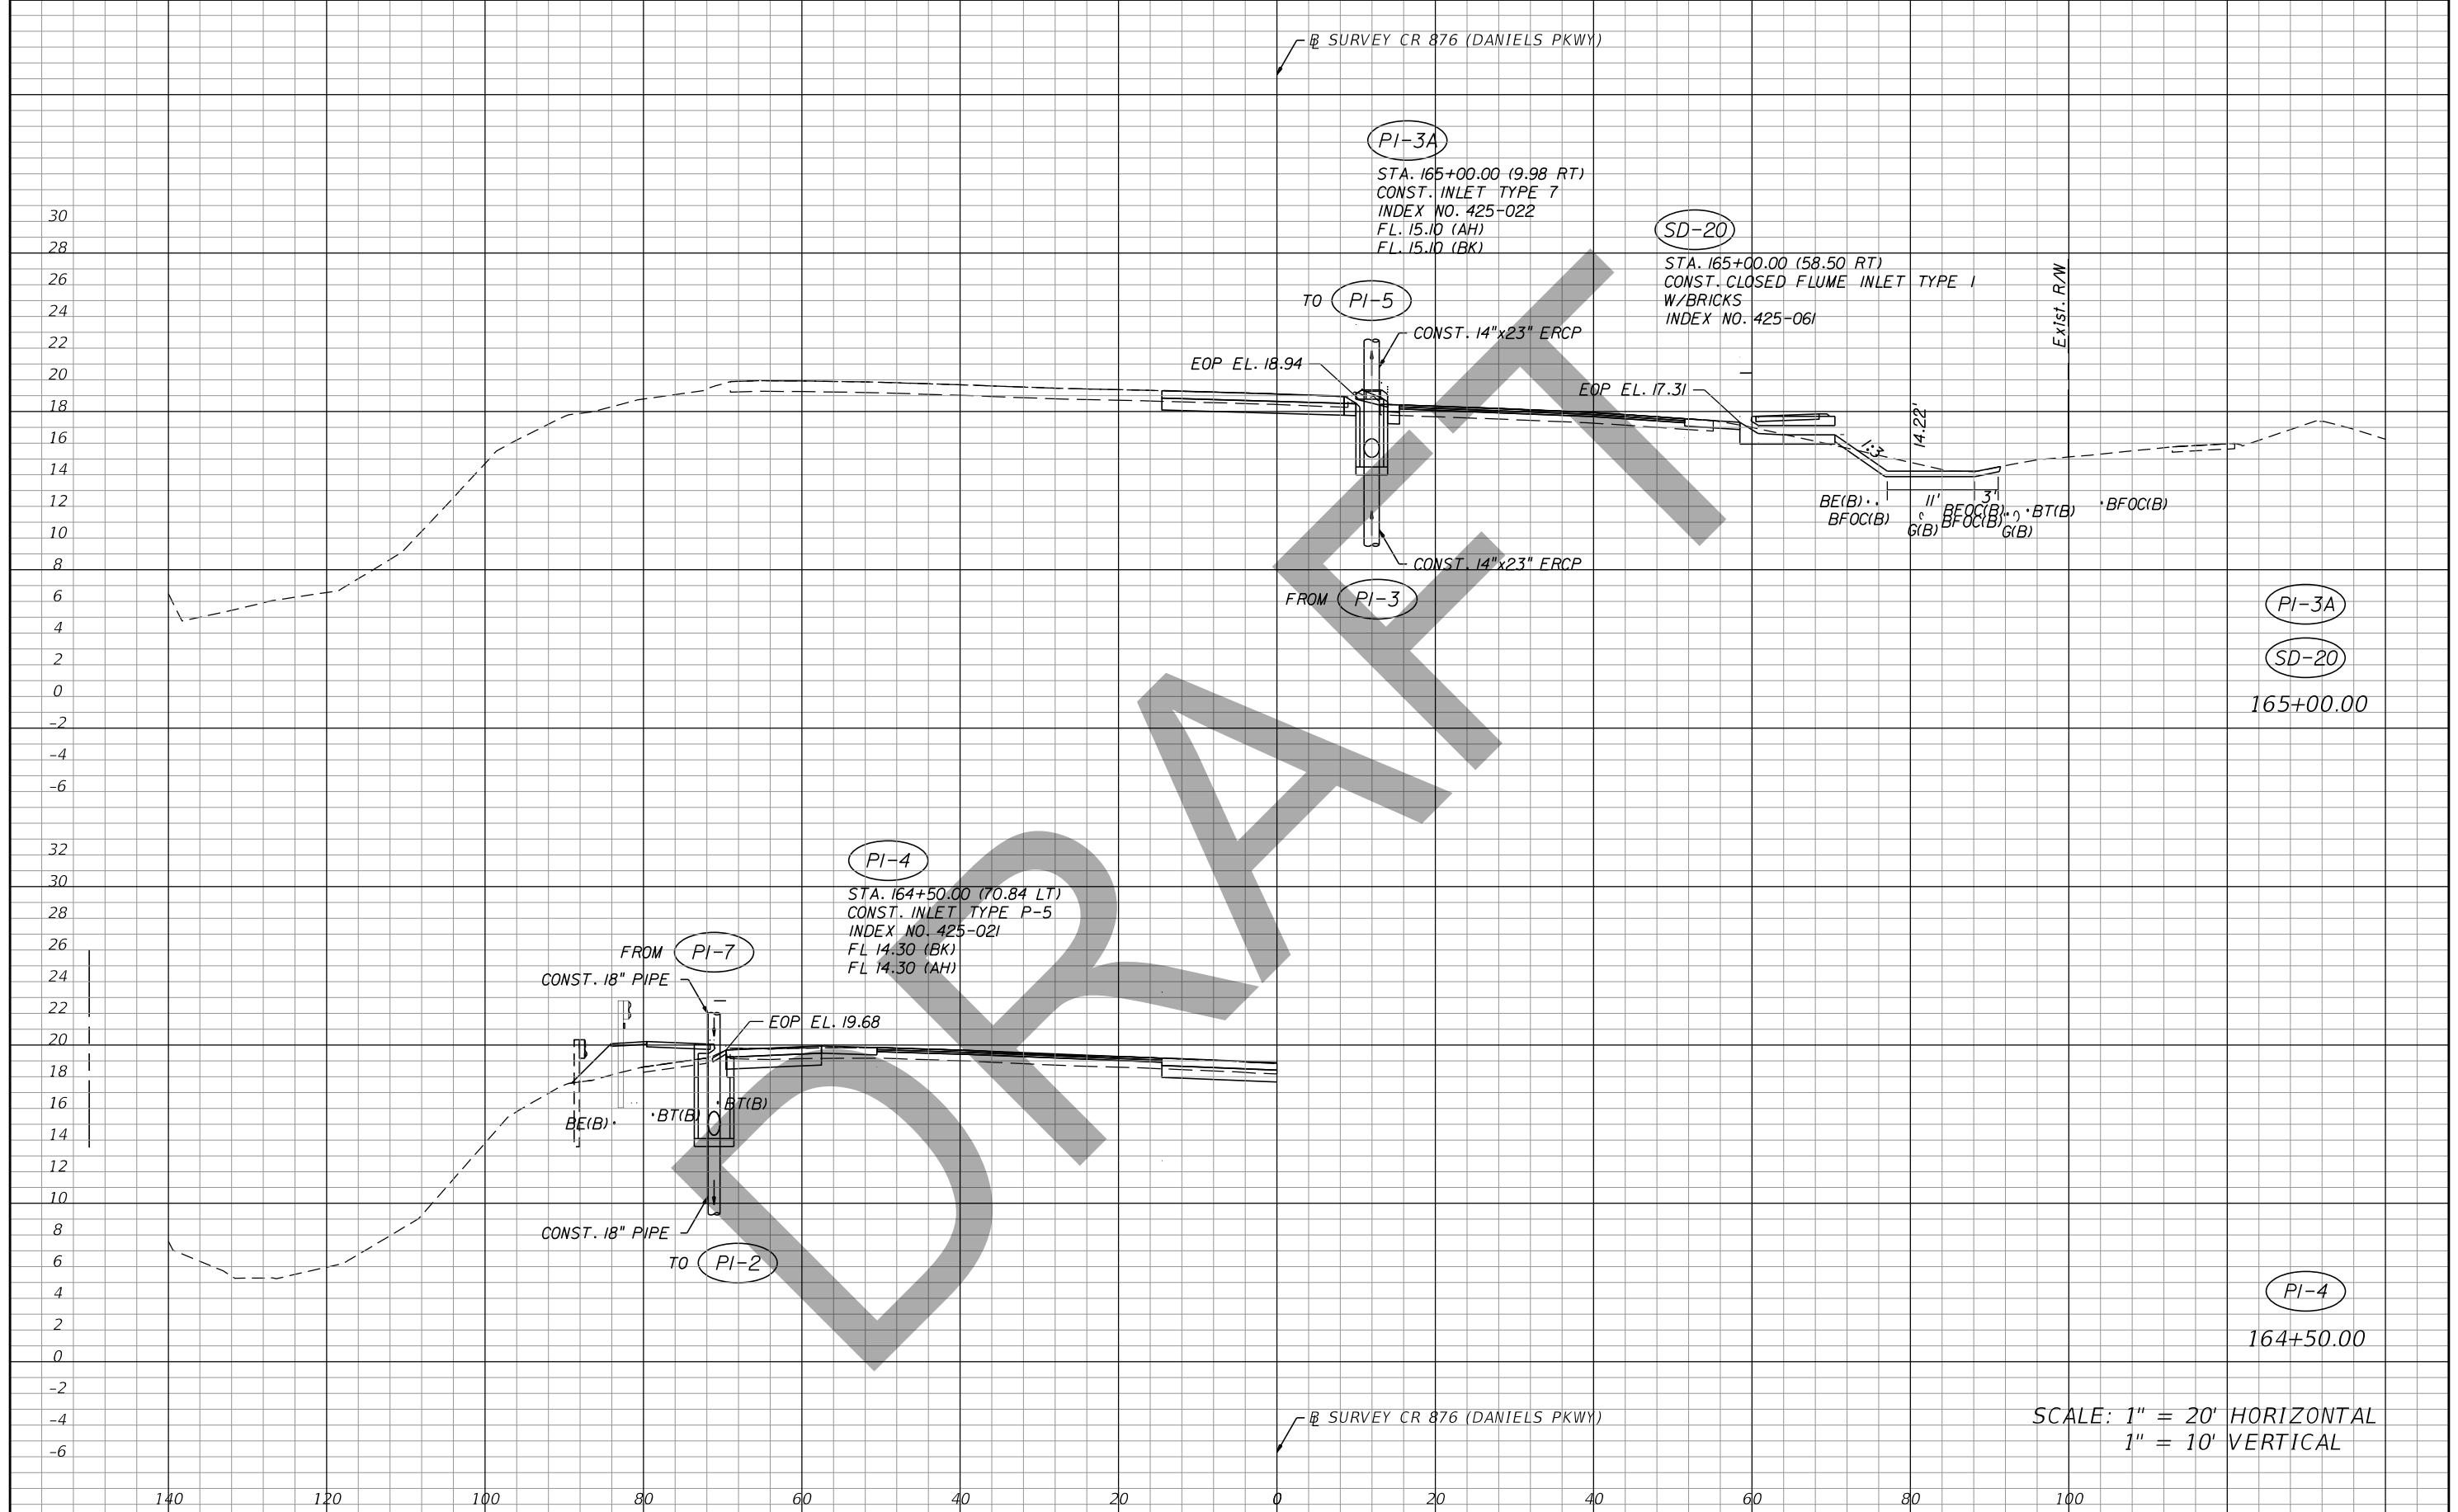 ℄ SURVEY CR 876 (DANIELS PKWY)
PI-3A
STA. 165+00.00 (9.98 RT)
CONST. INLET TYPE 7
INDEX NO. 425-022
FL. 15.10 (AH)
FL. 15.10 (BK)
SD-20
STA. 165+00.00 (58.50 RT)
CONST. CLOSED FLUME INLET TYPE 1
W/BRICKS
INDEX NO. 425-061
Exist. R/W
TO PI-5
CONST. 14"x23" ERCP
EOP EL. 18.94
EOP EL. 17.31
14.22'
1:3
11'
3'
BE(B)
BFOC(B)
G(B)
BFOC(B)
BFOC(B)
G(B)
BT(B)
BFOC(B)
CONST. 14"x23" ERCP
FROM PI-3
30
28
26
24
22
20
18
16
14
12
10
8
6
4
2
0
-2
-4
-6
PI-3A
SD-20
165+00.00
DRAFT
PI-4
STA. 164+50.00 (70.84 LT)
CONST. INLET TYPE P-5
INDEX NO. 425-021
FL 14.30 (BK)
FL 14.30 (AH)
FROM PI-7
CONST. 18" PIPE
EOP EL. 19.68
BE(B)
BT(B)
BT(B)
CONST. 18" PIPE
TO PI-2
32
30
28
26
24
22
20
18
16
14
12
10
8
6
4
2
0
-2
-4
-6
PI-4
164+50.00
℄ SURVEY CR 876 (DANIELS PKWY)
SCALE: 1" = 20' HORIZONTAL
1" = 10' VERTICAL
140 120 100 80 60 40 20 0 20 40 60 80 100